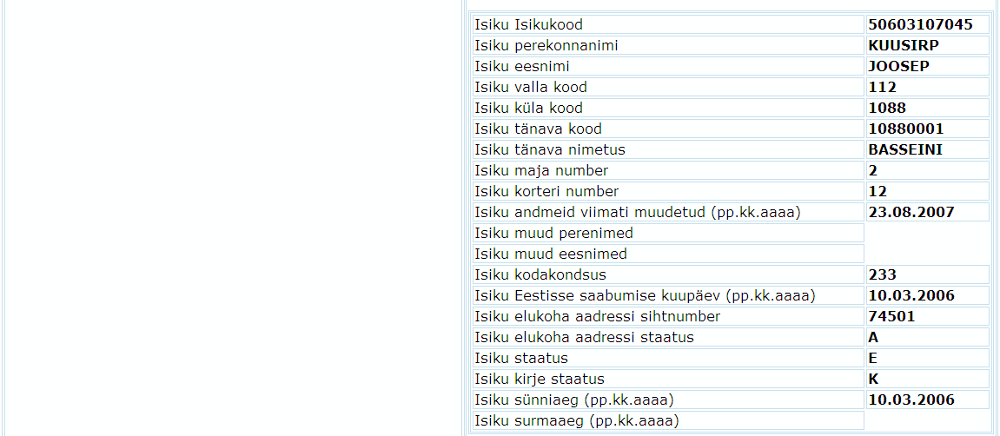 Isiku Isikukood 50603107045
Isiku perekonnanimi KUUSIRP
Isiku eesnimi JOOSEP
Isiku valla kood 112
Isiku küla kood 1088
Isiku tänava kood 10880001
Isiku tänava nimetus BASSEINI
Isiku maja number 2
Isiku korteri number 12
Isiku andmeid viimati muudetud (pp.kk.aaaa) 23.08.2007
Isiku muud perenimed
Isiku muud eesnimed
Isiku kodakondsus 233
Isiku Eestisse saabumise kuupäev (pp.kk.aaaa) 10.03.2006
Isiku elukoha aadressi sihtnumber 74501
Isiku elukoha aadressi staatus A
Isiku staatus E
Isiku kirje staatus K
Isiku sünniaeg (pp.kk.aaaa) 10.03.2006
Isiku surmaaeg (pp.kk.aaaa)